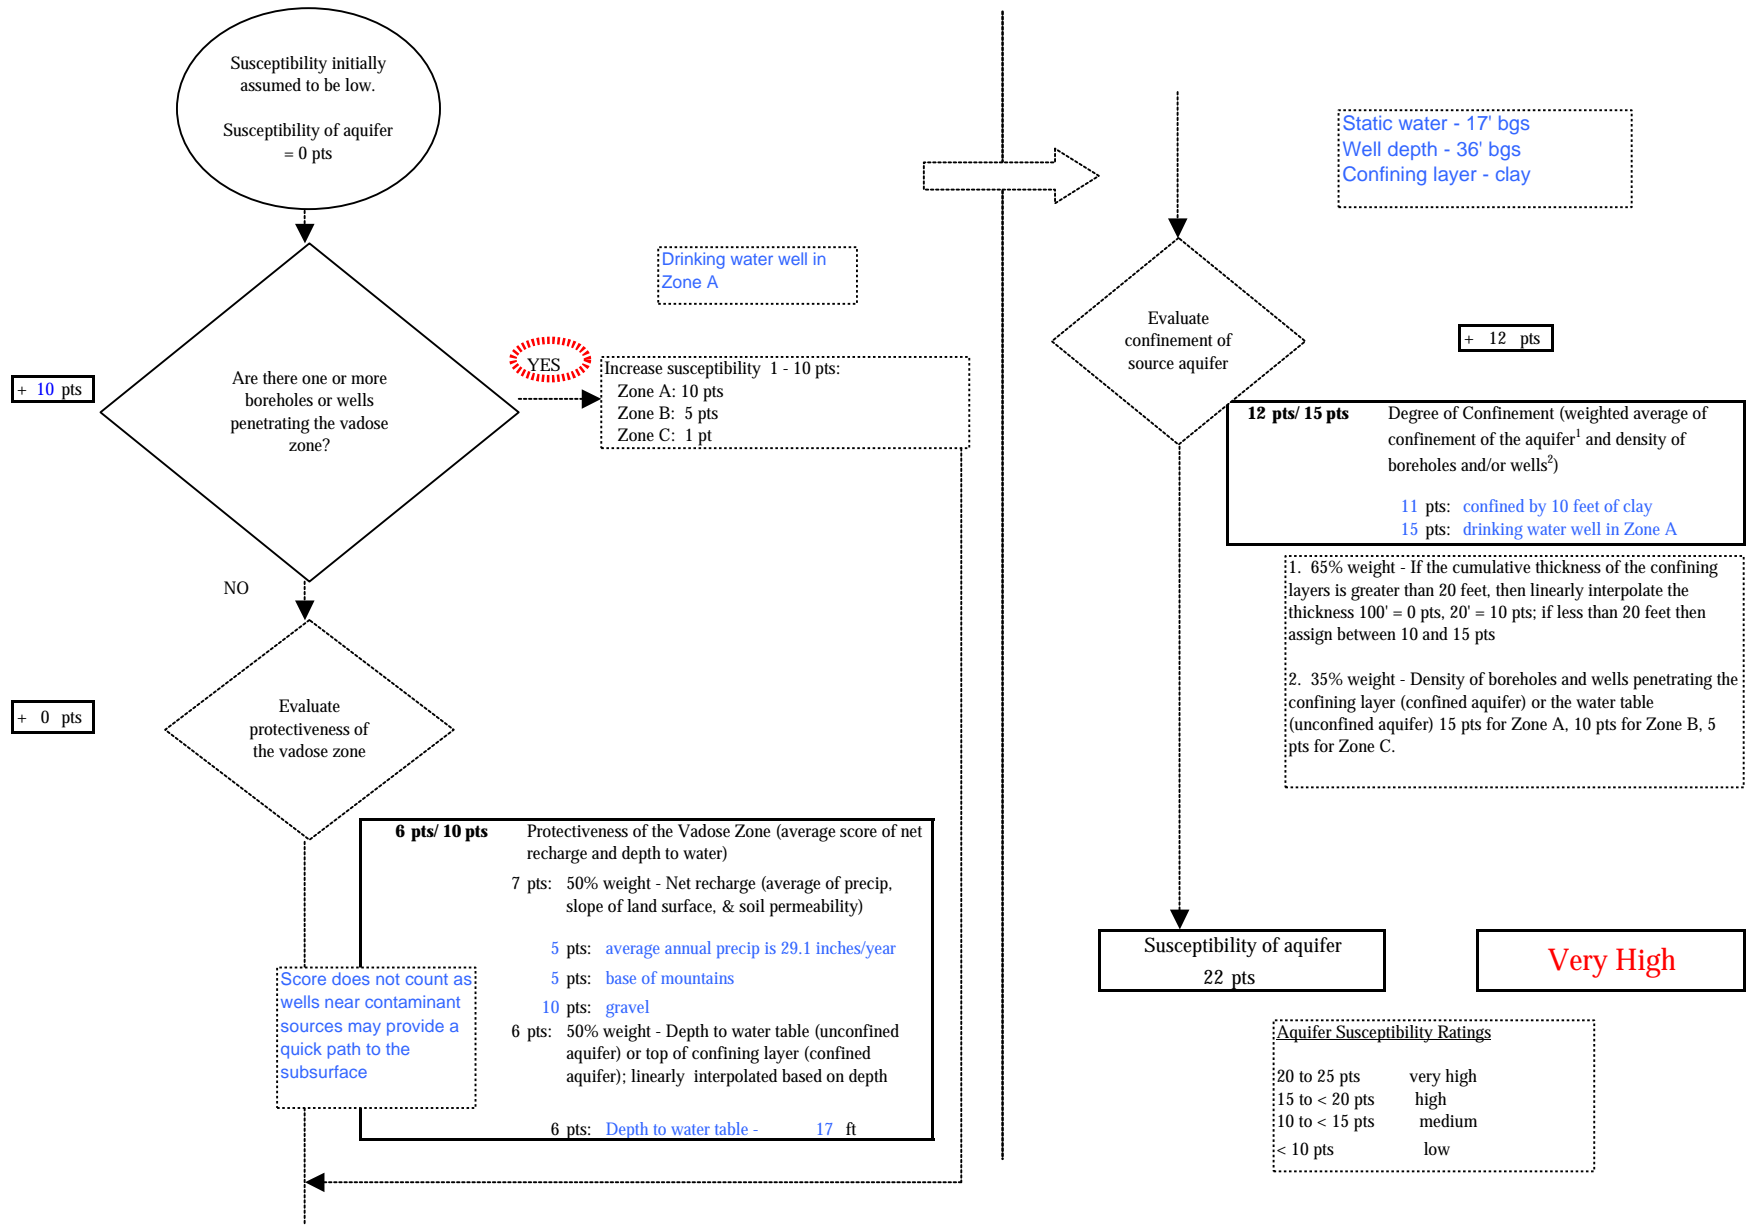 Susceptibility initially
assumed to be low.
Susceptibility of aquifer
= 0 pts
Drinking water well in
Zone A
+ 10 pts
Are there one or more
boreholes or wells
penetrating the vadose
zone?
YES
Increase susceptibility 1 - 10 pts:
Zone A: 10 pts
Zone B: 5 pts
Zone C: 1 pt
NO
+ 0 pts
Evaluate
protectiveness of
the vadose zone
6 pts/ 10 pts Protectiveness of the Vadose Zone (average score of net
recharge and depth to water)
7 pts: 50% weight - Net recharge (average of precip,
slope of land surface, & soil permeability)
5 pts: average annual precip is 29.1 inches/year
5 pts: base of mountains
10 pts: gravel
6 pts: 50% weight - Depth to water table (unconfined
aquifer) or top of confining layer (confined
aquifer); linearly interpolated based on depth
6 pts: Depth to water table - 17 ft
Score does not count as
wells near contaminant
sources may provide a
quick path to the
subsurface
Static water - 17' bgs
Well depth - 36' bgs
Confining layer - clay
Evaluate
confinement of
source aquifer
+ 12 pts
12 pts/ 15 pts Degree of Confinement (weighted average of
confinement of the aquifer1 and density of
boreholes and/or wells2)
11 pts: confined by 10 feet of clay
15 pts: drinking water well in Zone A
1. 65% weight - If the cumulative thickness of the confining
layers is greater than 20 feet, then linearly interpolate the
thickness 100' = 0 pts, 20' = 10 pts; if less than 20 feet then
assign between 10 and 15 pts
2. 35% weight - Density of boreholes and wells penetrating the
confining layer (confined aquifer) or the water table
(unconfined aquifer) 15 pts for Zone A, 10 pts for Zone B, 5
pts for Zone C.
Susceptibility of aquifer
22 pts
Very High
Aquifer Susceptibility Ratings
20 to 25 pts very high
15 to < 20 pts high
10 to < 15 pts medium
< 10 pts low